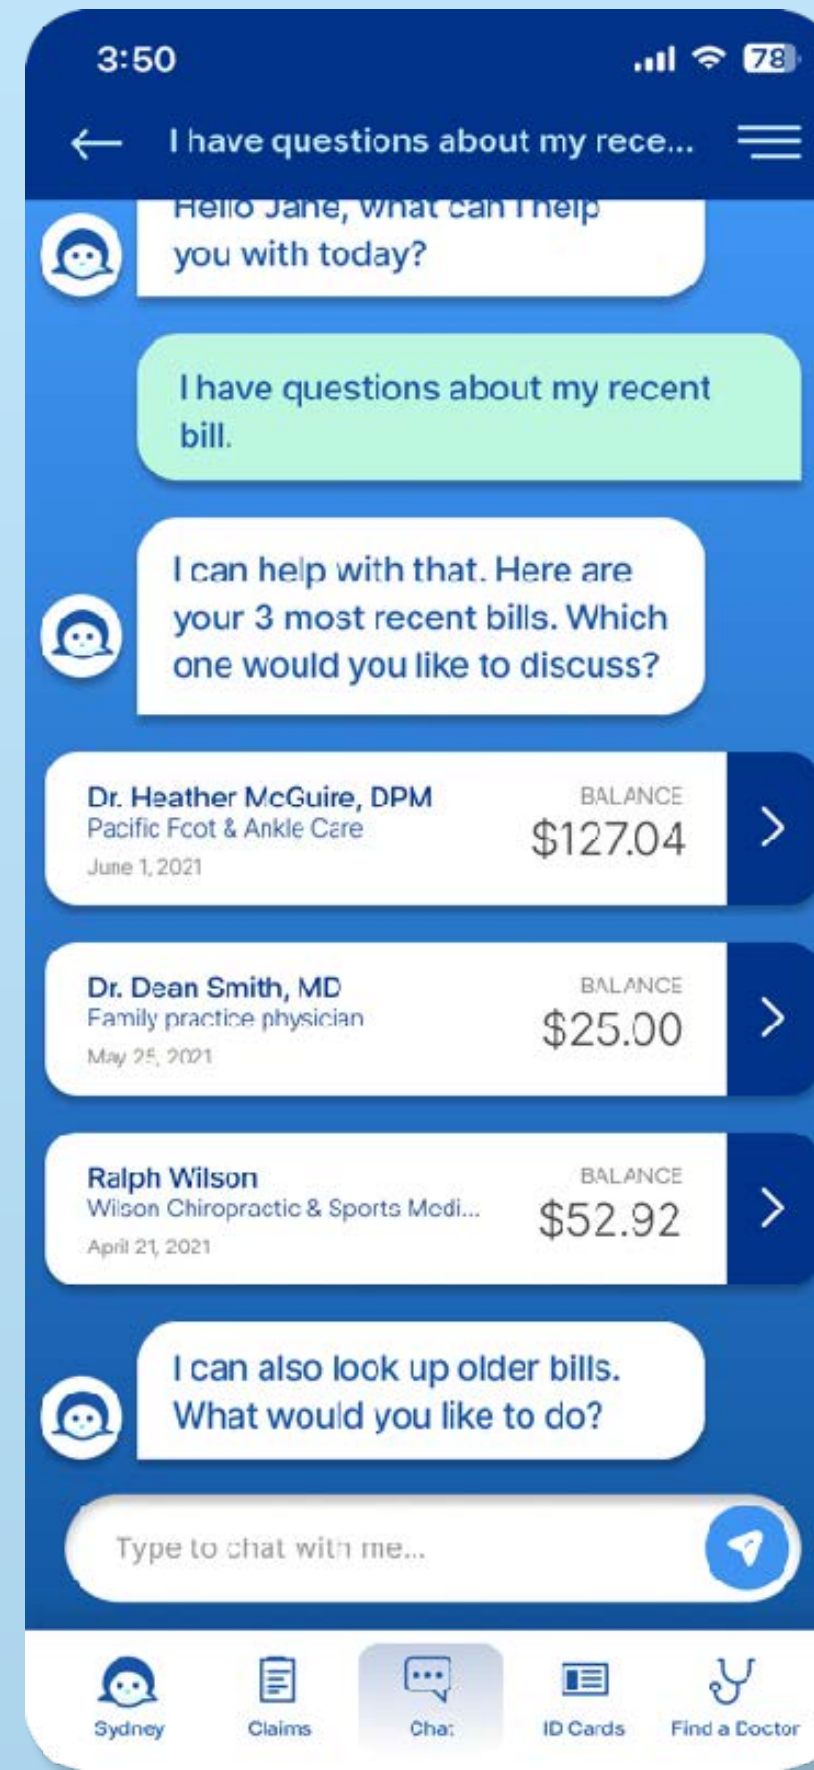 3:50
78
I have questions about my rece...
Hello Jane, what can I help
you with today?
I have questions about my recent
bill.
I can help with that. Here are
your 3 most recent bills. Which
one would you like to discuss?
Dr. Heather McGuire, DPM
BALANCE
Pacific Foot & Ankle Care
$127.04
June 1, 2021
Dr. Dean Smith, MD
BALANCE
Family practice physician
$25.00
May 25, 2021
Ralph Wilson
BALANCE
Wilson Chiropractic & Sports Medi...
$52.92
April 21, 2021
I can also look up older bills.
What would you like to do?
Type to chat with me...
Sydney
Claims
Chat
ID Cards
Find a Doctor